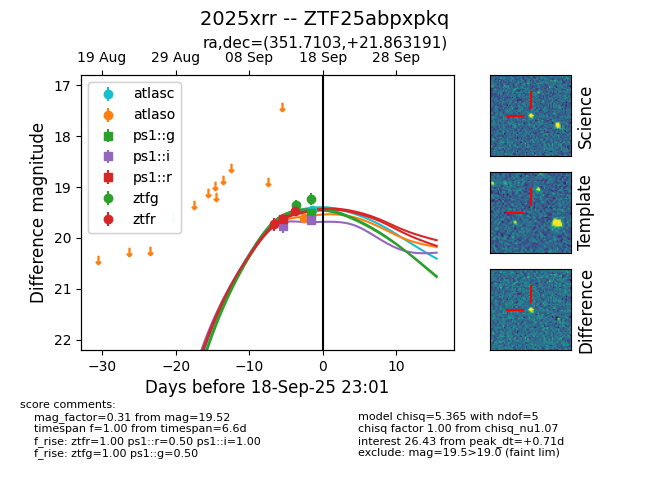 2025xrr -- ZTF25abpxpkq
ra,dec=(351.7103,+21.863191)
19 Aug 29 Aug 08 Sep 18 Sep 28 Sep
17
18
19
20
21
22
Difference magnitude
atlasc
atlaso
ps1::g
ps1::i
ps1::r
ztfg
ztfr
−30 −20 −10 0 10
Days before 18-Sep-25 23:01
Science
Template
Difference
score comments:
mag_factor=0.31 from mag=19.52
timespan f=1.00 from timespan=6.6d
f_rise: ztfr=1.00 ps1::r=0.50 ps1::i=1.00
f_rise: ztfg=1.00 ps1::g=0.50
model chisq=5.365 with ndof=5
chisq factor 1.00 from chisq_nu1.07
interest 26.43 from peak_dt=+0.71d
exclude: mag=19.5>19.0 (faint lim)